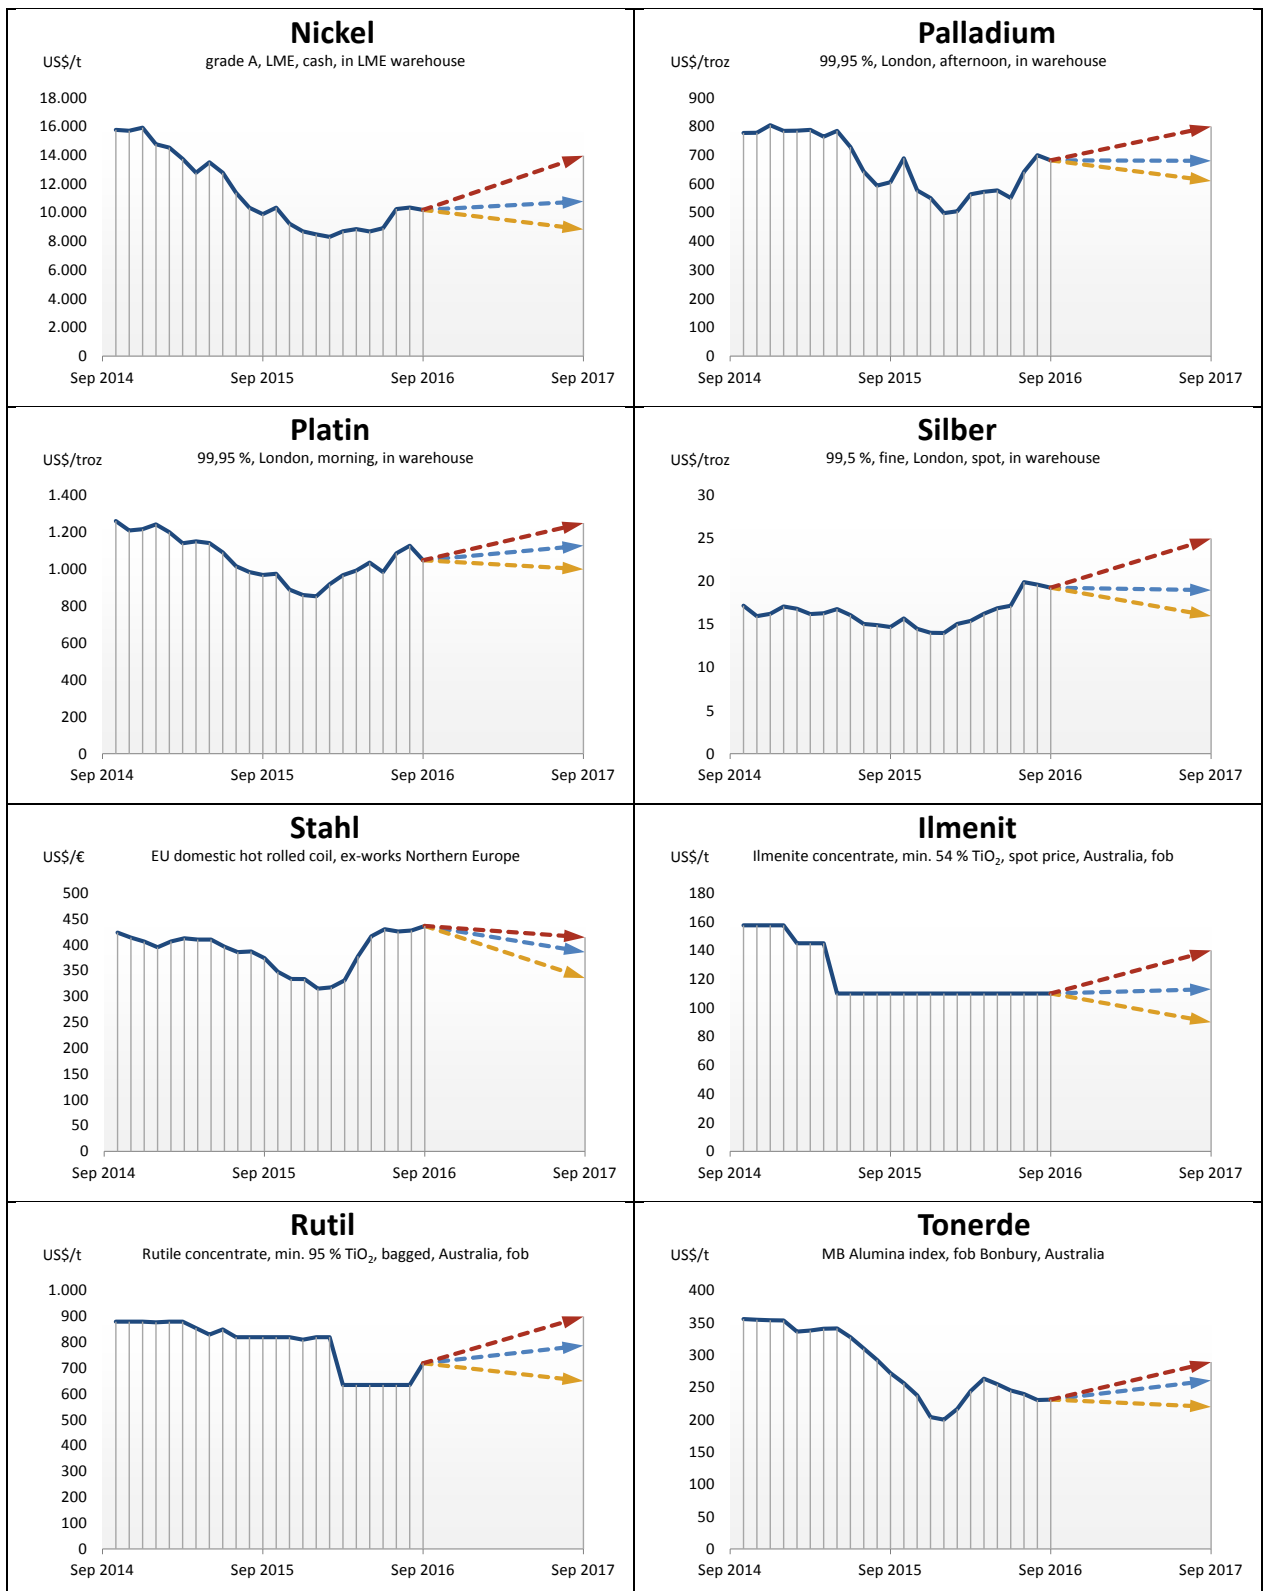 Nickel
US$/t
grade A, LME, cash, in LME warehouse
18.000
16.000
14.000
12.000
10.000
8.000
6.000
4.000
2.000
0
Sep 2014
Sep 2015
Sep 2016
Sep 2017
Palladium
US$/troz
99,95 %, London, afternoon, in warehouse
900
800
700
600
500
400
300
200
100
0
Sep 2014
Sep 2015
Sep 2016
Sep 2017
Platin
US$/troz
99,95 %, London, morning, in warehouse
1.400
1.200
1.000
800
600
400
200
0
Sep 2014
Sep 2015
Sep 2016
Sep 2017
Silber
US$/troz
99,5 %, fine, London, spot, in warehouse
30
25
20
15
10
5
0
Sep 2014
Sep 2015
Sep 2016
Sep 2017
Stahl
US$/€
EU domestic hot rolled coil, ex-works Northern Europe
500
450
400
350
300
250
200
150
100
50
0
Sep 2014
Sep 2015
Sep 2016
Sep 2017
Ilmenit
US$/t
Ilmenite concentrate, min. 54 % TiO₂, spot price, Australia, fob
180
160
140
120
100
80
60
40
20
0
Sep 2014
Sep 2015
Sep 2016
Sep 2017
Rutil
US$/t
Rutile concentrate, min. 95 % TiO₂, bagged, Australia, fob
1.000
900
800
700
600
500
400
300
200
100
0
Sep 2014
Sep 2015
Sep 2016
Sep 2017
Tonerde
US$/t
MB Alumina index, fob Bonbury, Australia
400
350
300
250
200
150
100
50
0
Sep 2014
Sep 2015
Sep 2016
Sep 2017